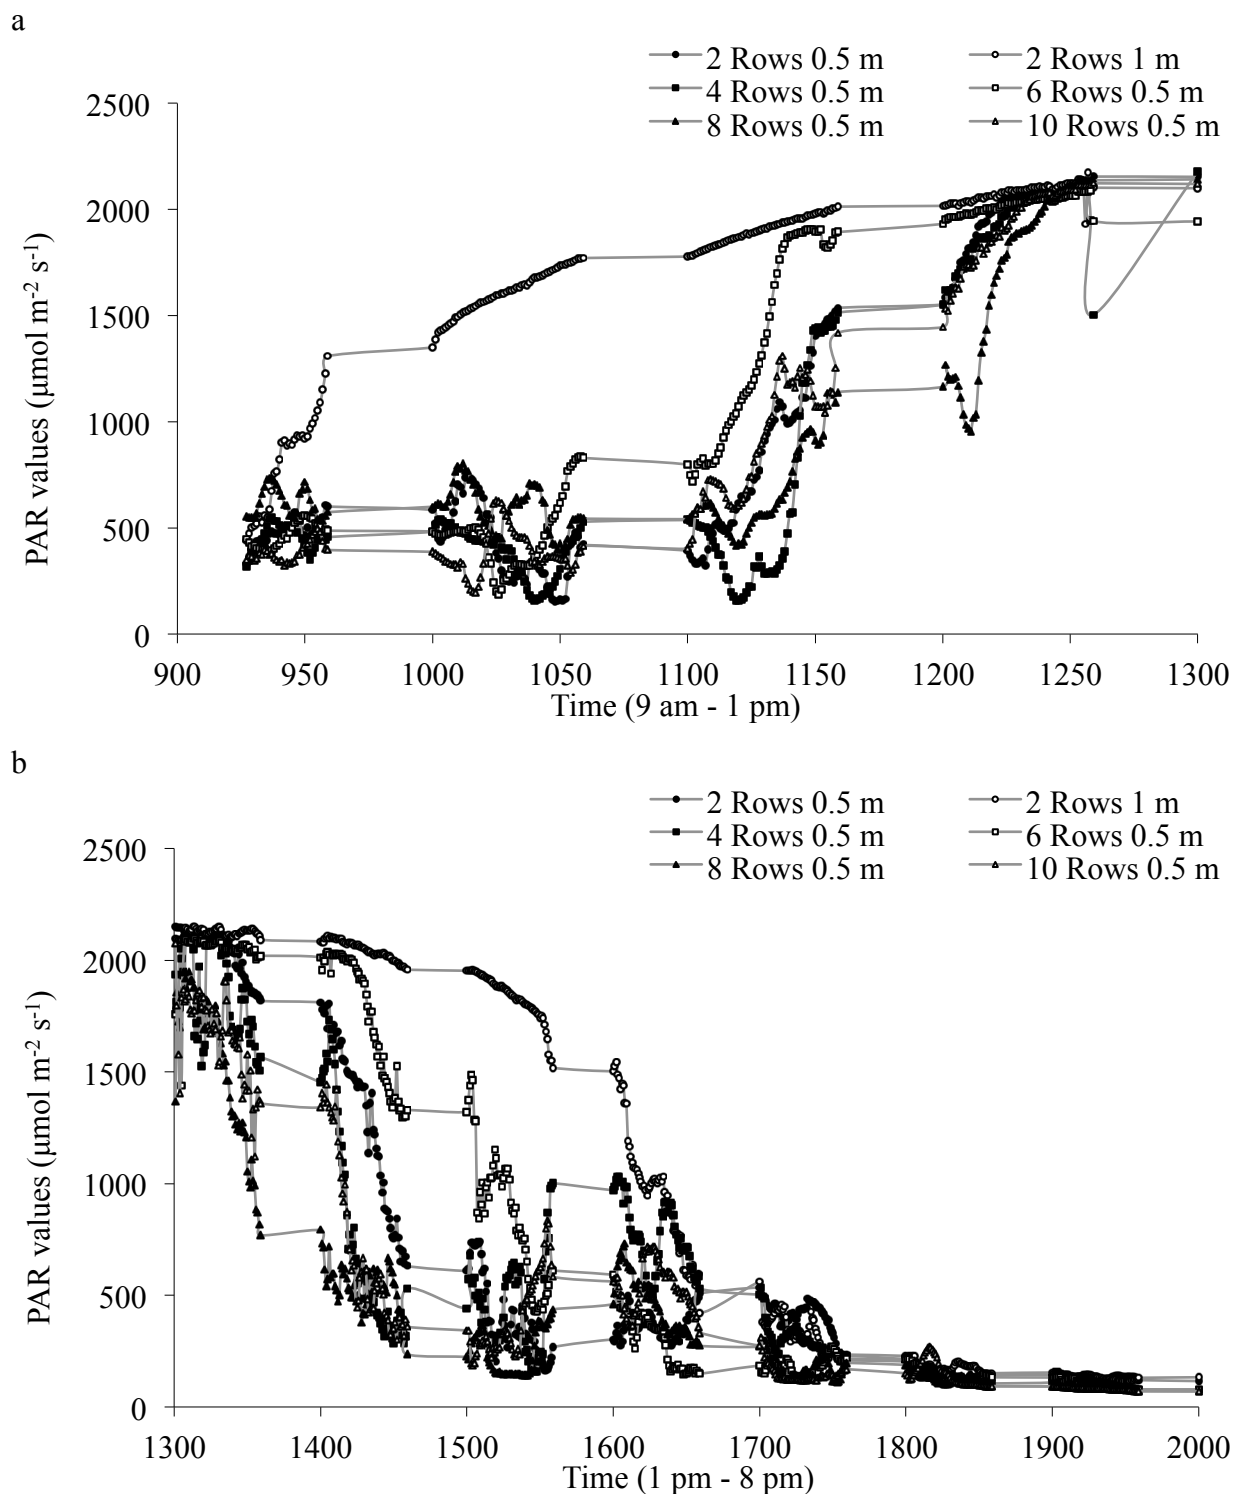 a
2 Rows 0.5 m 2 Rows 1 m
4 Rows 0.5 m 6 Rows 0.5 m
8 Rows 0.5 m 10 Rows 0.5 m
2500
2000
1500
1000
500
0
PAR values (µmol m⁻² s⁻¹)
900 950 1000 1050 1100 1150 1200 1250 1300
Time (9 am - 1 pm)
b
2 Rows 0.5 m 2 Rows 1 m
4 Rows 0.5 m 6 Rows 0.5 m
8 Rows 0.5 m 10 Rows 0.5 m
2500
2000
1500
1000
500
0
PAR values (µmol m⁻² s⁻¹)
1300 1400 1500 1600 1700 1800 1900 2000
Time (1 pm - 8 pm)